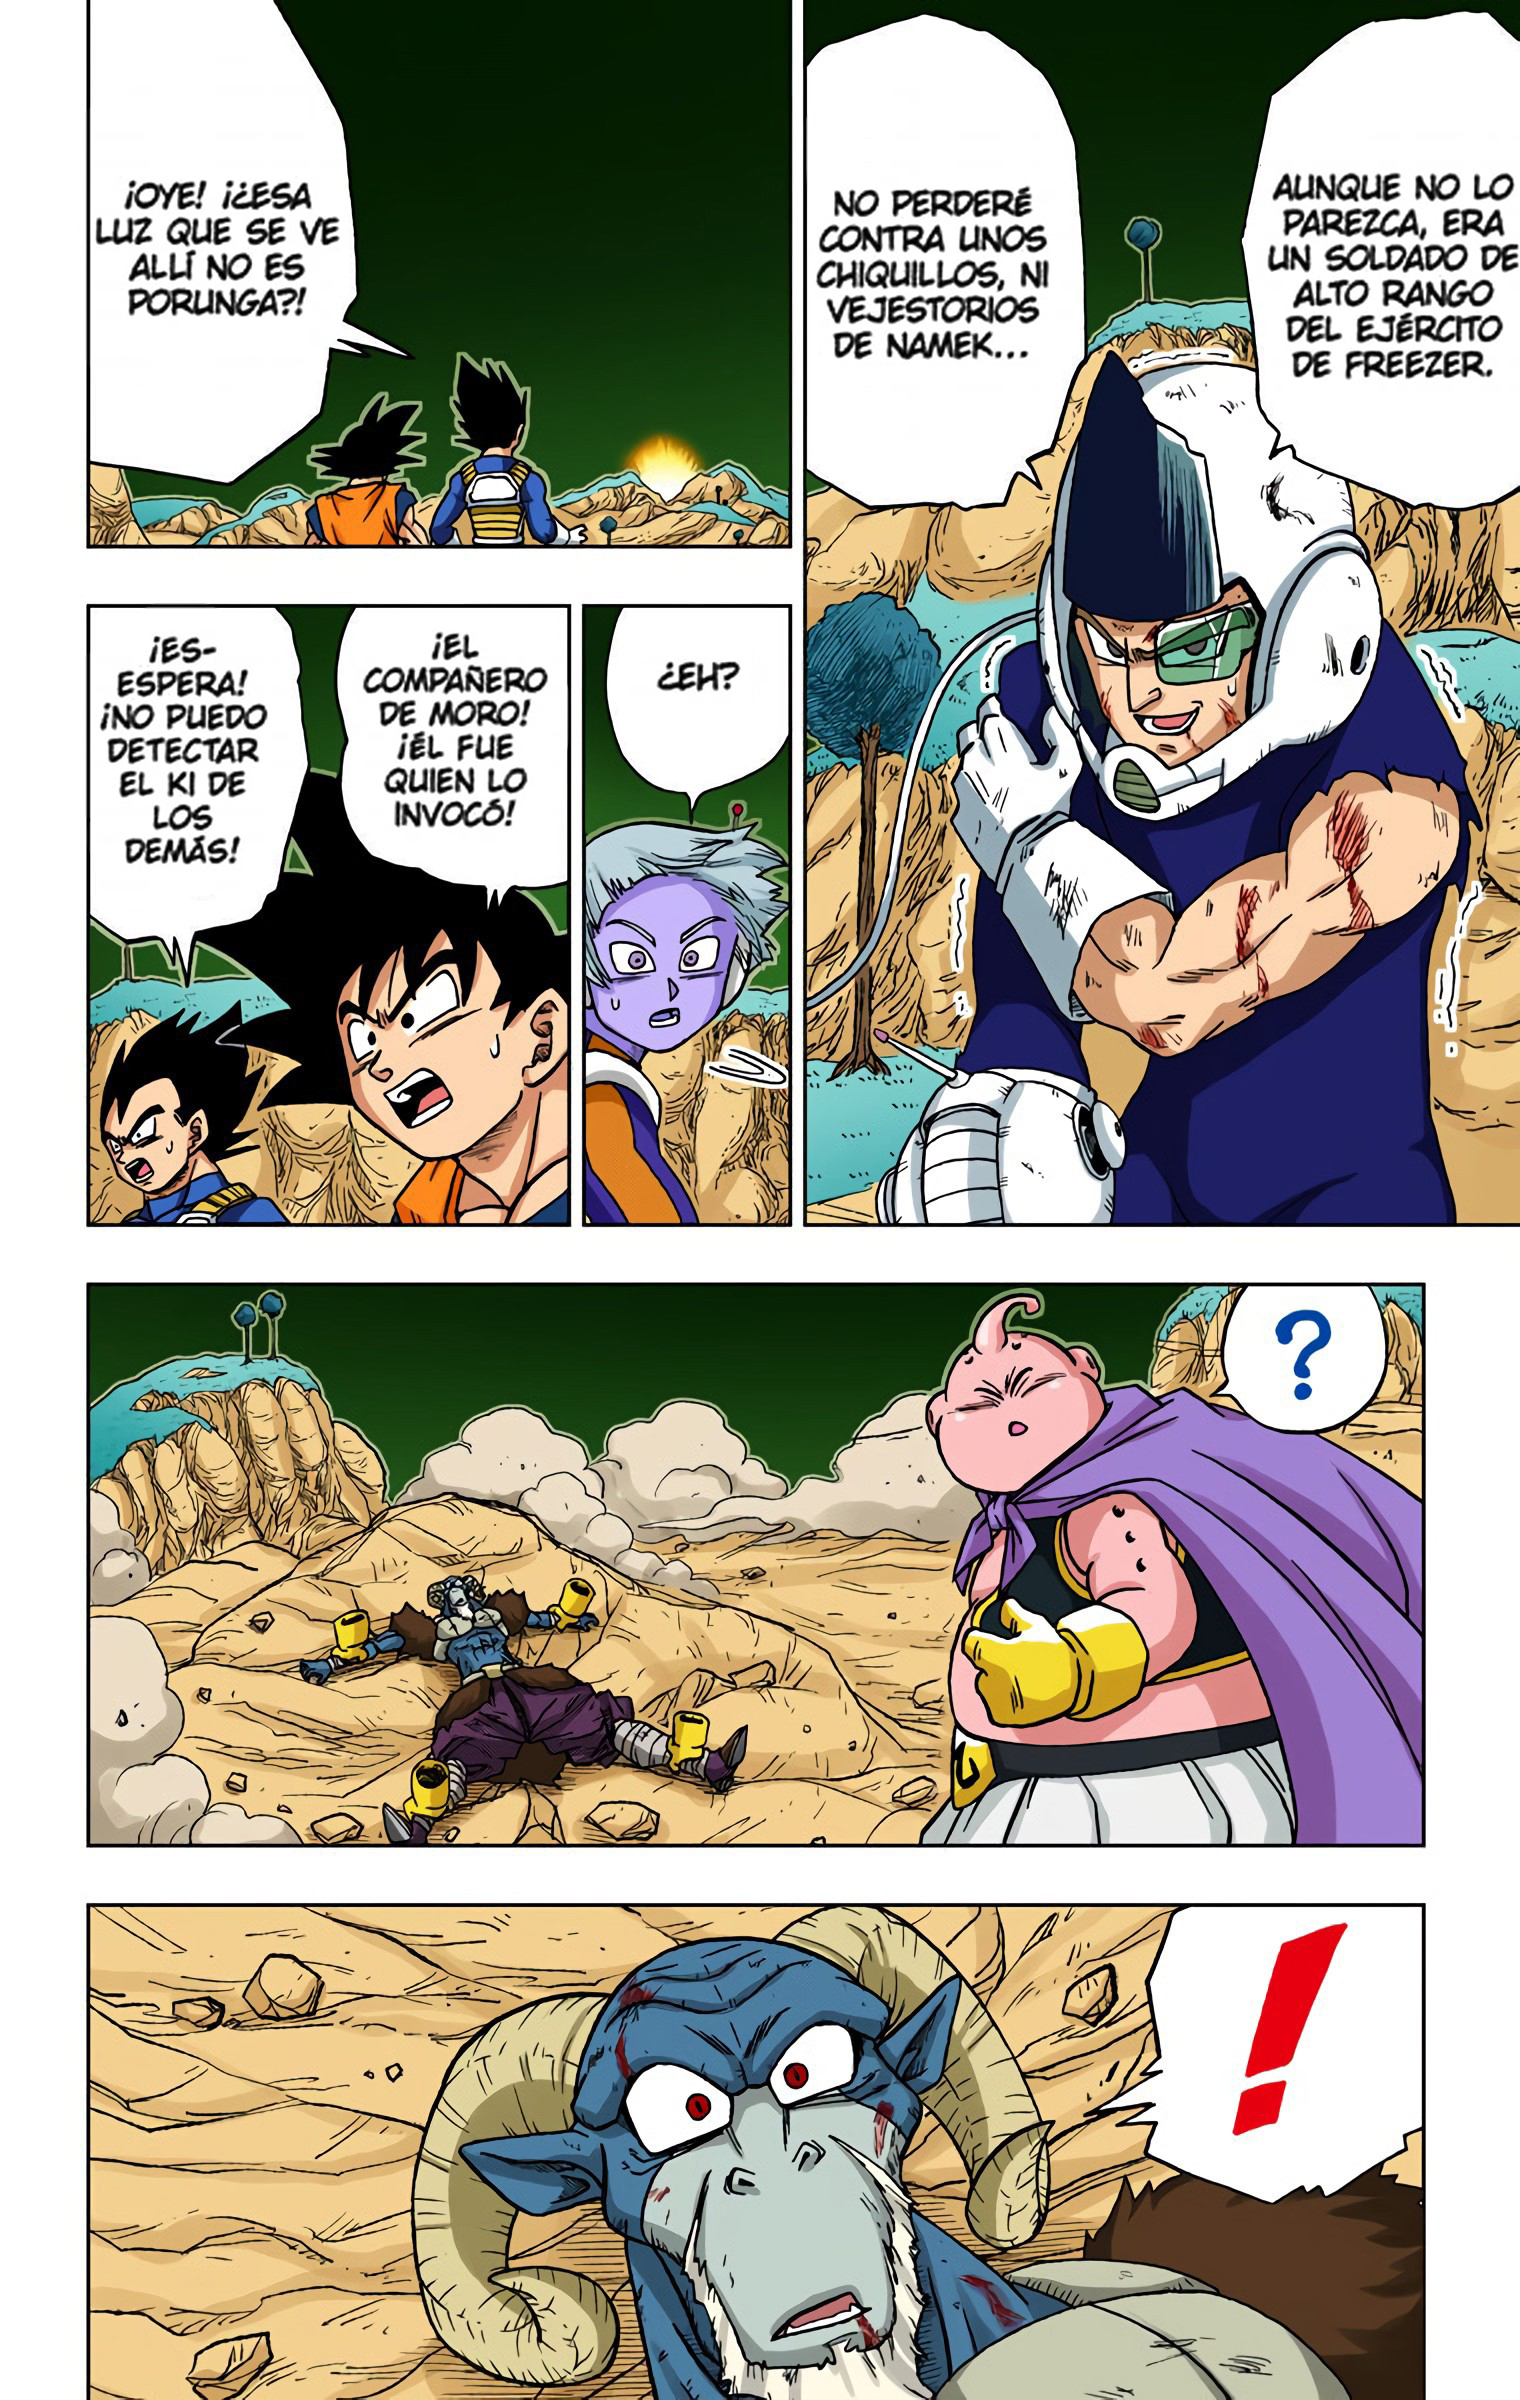 AUNQUE NO LO
PAREZCA, ERA
UN SOLDADO DE
ALTO RANGO
DEL EJÉRCITO
DE FREEZER.
NO PERDERÉ
CONTRA UNOS
CHIQUILLOS, NI
VEJESTORIOS
DE NAMEK...
¡OYE! ¡¿ESA
LUZ QUE SE VE
ALLÍ NO ES
PORUNGA?!
¿EH?
¡EL
COMPAÑERO
DE MORO!
¡ÉL FUE
QUIEN LO
INVOCÓ!
¡ES-
ESPERA!
¡NO PUEDO
DETECTAR
EL KI DE
LOS
DEMÁS!
?
!